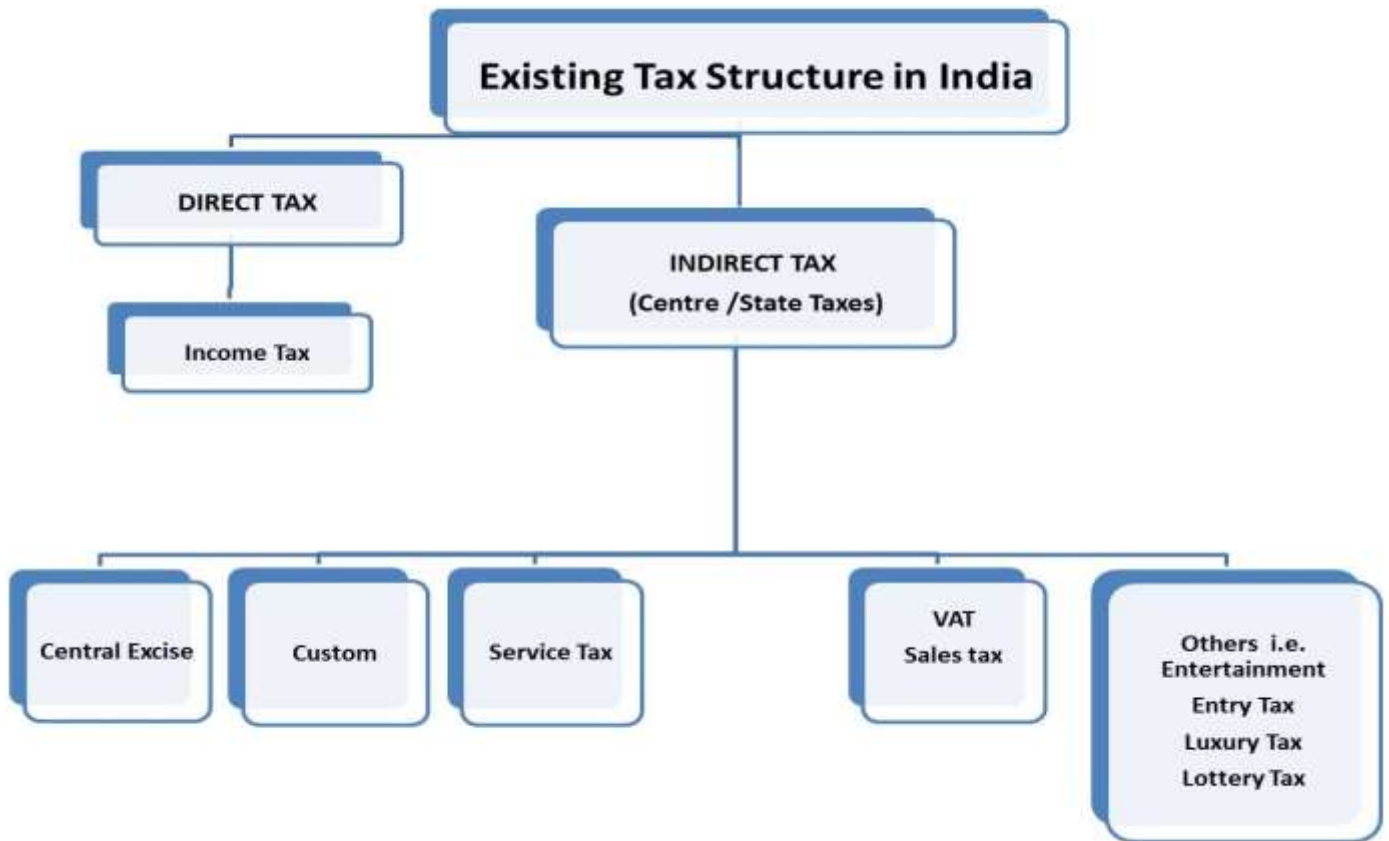 Existing Tax Structure in India
DIRECT TAX
INDIRECT TAX
(Centre /State Taxes)
Income Tax
Central Excise
Custom
Service Tax
VAT
Sales tax
Others i.e.
Entertainment
Entry Tax
Luxury Tax
Lottery Tax